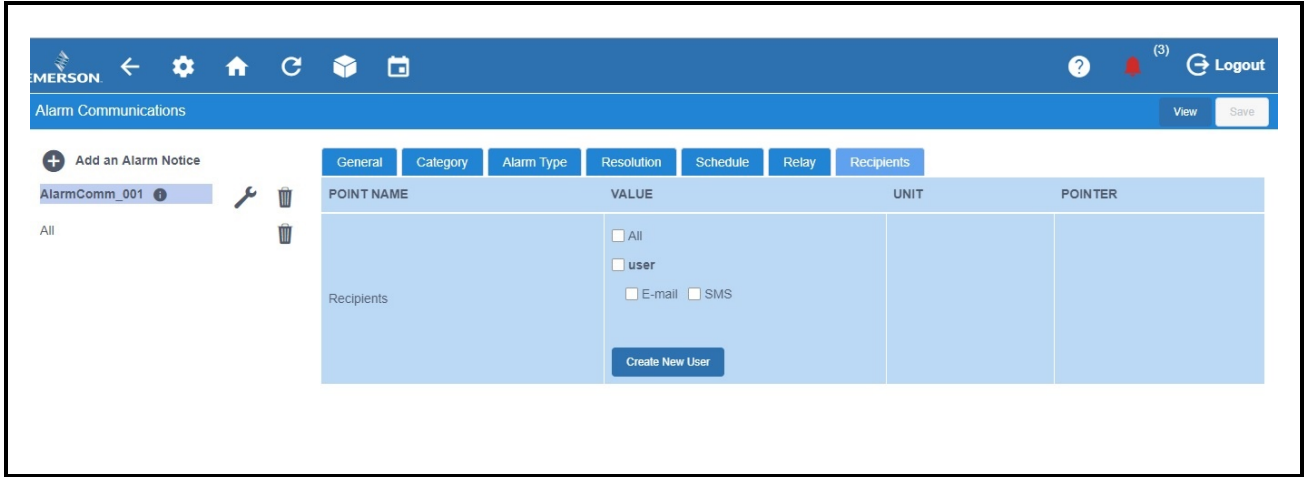 EMERSON.
(3)
Logout
Alarm Communications
View
Save
Add an Alarm Notice
AlarmComm_001
All
General
Category
Alarm Type
Resolution
Schedule
Relay
Recipients
POINT NAME
VALUE
UNIT
POINTER
Recipients
All
user
E-mail SMS
Create New User